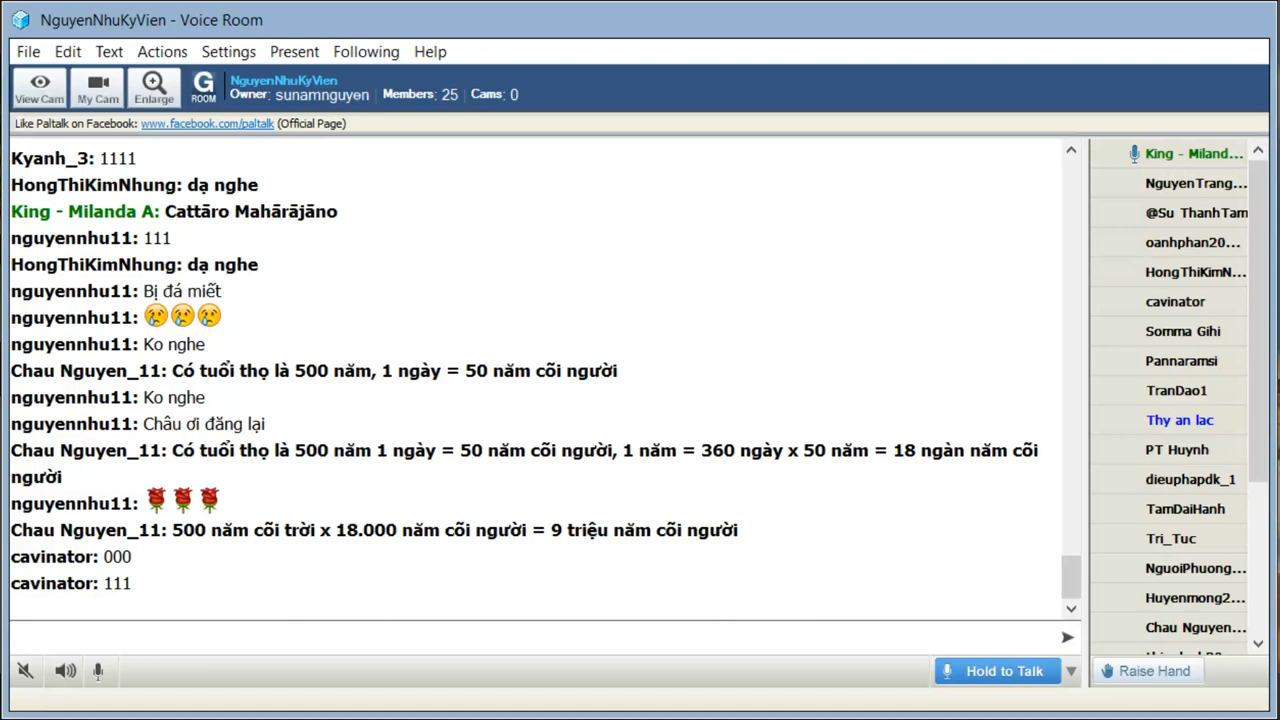 NguyenNhuKyVien - Voice Room
File Edit Text Actions Settings Present Following Help
View Cam My Cam Enlarge G ROOM NguyenNhuKyVien
Owner: sunamnguyen Members: 25 Cams: 0
Like Paltalk on Facebook: www.facebook.com/paltalk (Official Page)
Kyanh_3: 1111
HongThiKimNhung: dạ nghe
King - Milanda A: Cattāro Mahārājāno
nguyennhu11: 111
HongThiKimNhung: dạ nghe
nguyennhu11: Bị đá miết
nguyennhu11: 😢😢😢
nguyennhu11: Ko nghe
Chau Nguyen_11: Có tuổi thọ là 500 năm, 1 ngày = 50 năm cõi người
nguyennhu11: Ko nghe
nguyennhu11: Châu ơi đăng lại
Chau Nguyen_11: Có tuổi thọ là 500 năm 1 ngày = 50 năm cõi người, 1 năm = 360 ngày x 50 năm = 18 ngàn năm cõi
người
nguyennhu11: 🌹🌹🌹
Chau Nguyen_11: 500 năm cõi trời x 18.000 năm cõi người = 9 triệu năm cõi người
cavinator: 000
cavinator: 111
King - Miland...
NguyenTrang...
@Su ThanhTam
oanhphan20...
HongThiKimN...
cavinator
Somma Gihi
Pannaramsi
TranDao1
Thy an lac
PT Huynh
dieuphapdk_1
TamDaiHanh
Tri_Tuc
NguoiPhuong...
Huyenmong2...
Chau Nguyen...
Hold to Talk
Raise Hand